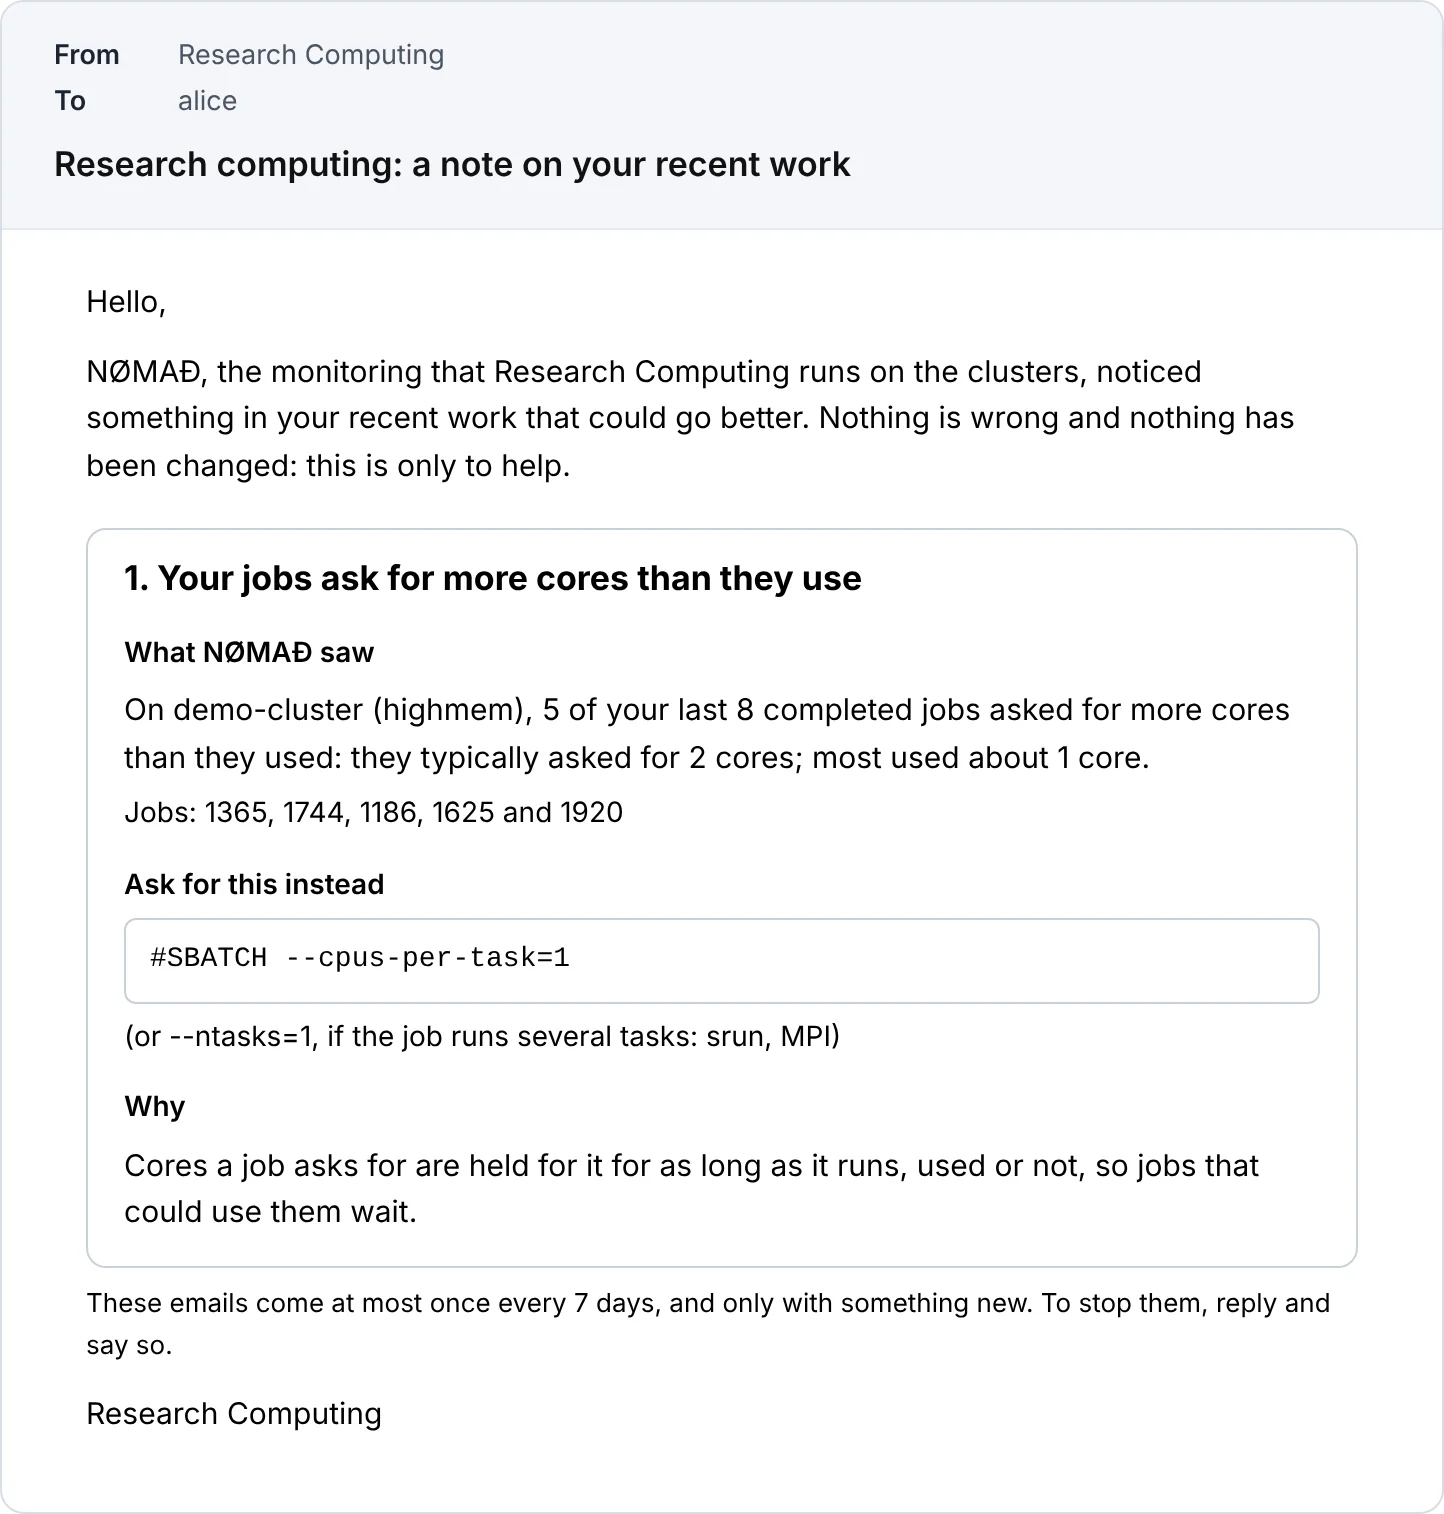 From Research Computing
To alice
Research computing: a note on your recent work
Hello,
NØMAĐ, the monitoring that Research Computing runs on the clusters, noticed
something in your recent work that could go better. Nothing is wrong and nothing has
been changed: this is only to help.
1. Your jobs ask for more cores than they use
What NØMAĐ saw
On demo-cluster (highmem), 5 of your last 8 completed jobs asked for more cores
than they used: they typically asked for 2 cores; most used about 1 core.
Jobs: 1365, 1744, 1186, 1625 and 1920
Ask for this instead
#SBATCH --cpus-per-task=1
(or --ntasks=1, if the job runs several tasks: srun, MPI)
Why
Cores a job asks for are held for it for as long as it runs, used or not, so jobs that
could use them wait.
These emails come at most once every 7 days, and only with something new. To stop them, reply and
say so.
Research Computing